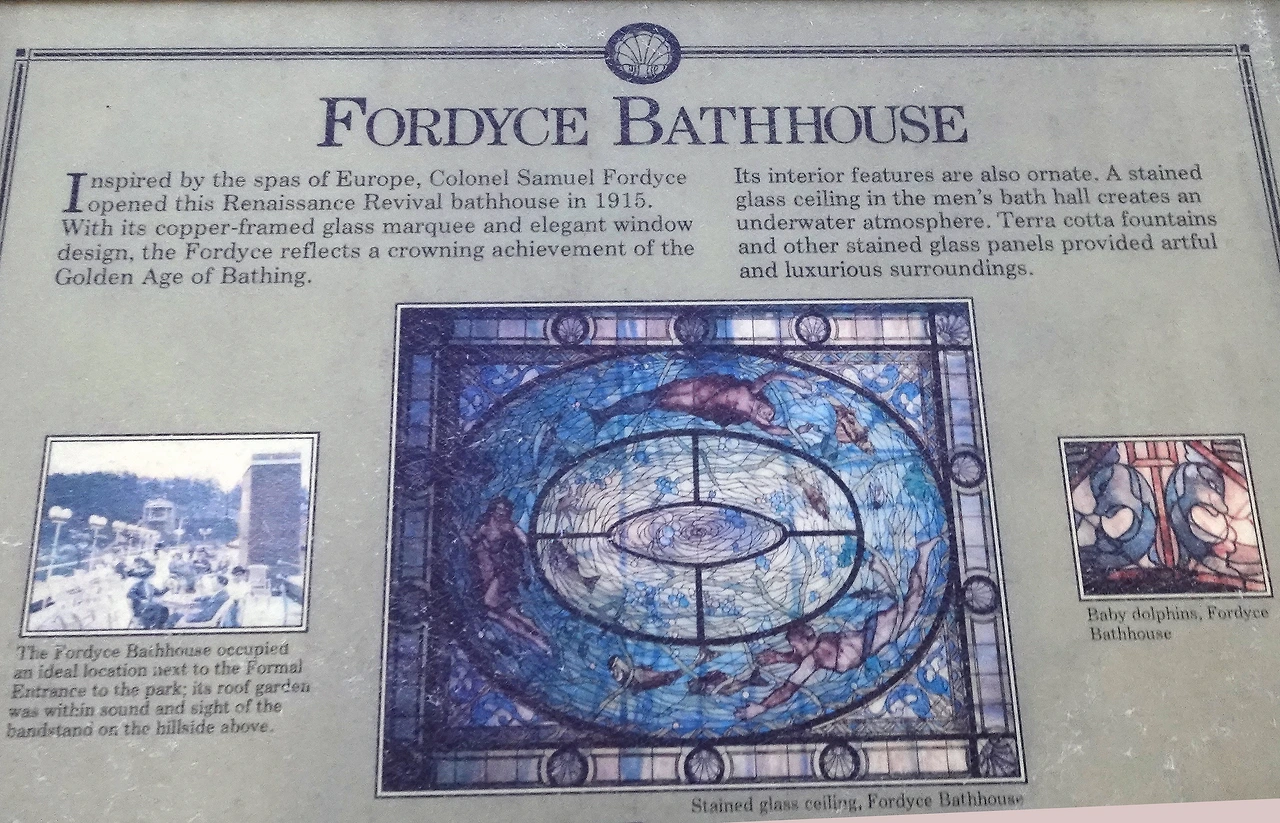 FORDYCE BATHHOUSE
Inspired by the spas of Europe, Colonel Samuel Fordyce
opened this Renaissance Revival bathhouse in 1915.
With its copper-framed glass marquee and elegant window
design, the Fordyce reflects a crowning achievement of the
Golden Age of Bathing.
Its interior features are also ornate. A stained
glass ceiling in the men's bath hall creates an
underwater atmosphere. Terra cotta fountains
and other stained glass panels provided artful
and luxurious surroundings.
The Fordyce Bathhouse occupied
an ideal location next to the Formal
Entrance to the park; its roof garden
was within sound and sight of the
bandstand on the hillside above.
Stained glass ceiling, Fordyce Bathhouse
Baby dolphins, Fordyce
Bathhouse